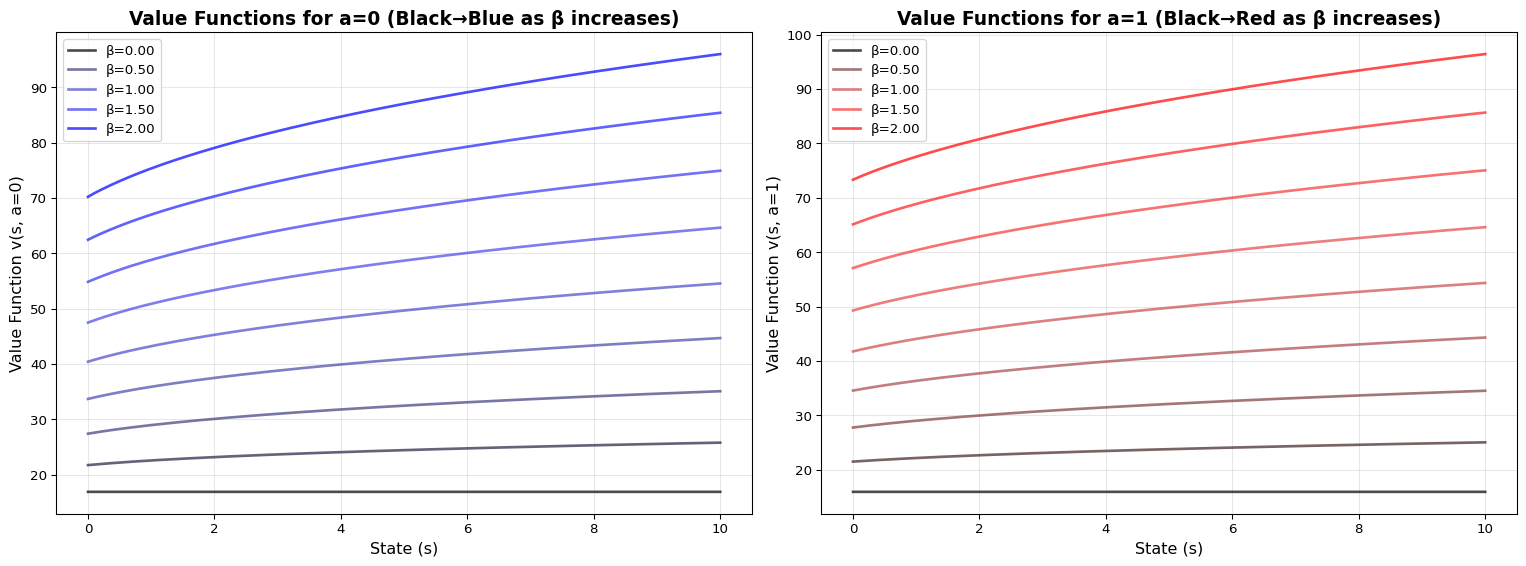 Value Functions for a=0 (Black→Blue as β increases)
β=0.00
β=0.50
β=1.00
β=1.50
β=2.00
90
80
70
60
50
40
30
20
0
2
4
6
8
10
Value Function v(s, a=0)
State (s)
Value Functions for a=1 (Black→Red as β increases)
β=0.00
β=0.50
β=1.00
β=1.50
β=2.00
100
90
80
70
60
50
40
30
20
0
2
4
6
8
10
Value Function v(s, a=1)
State (s)